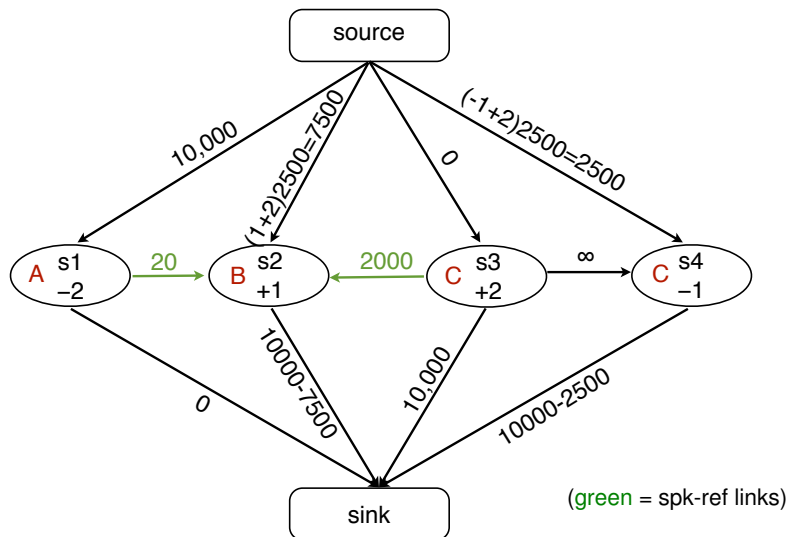 source
10,000
(1+2)2500=7500
0
(-1+2)2500=2500
A
s1
−2
20
B
s2
+1
2000
C
s3
+2
∞
C
s4
−1
0
10000-7500
10,000
10000-2500
sink
(green = spk-ref links)